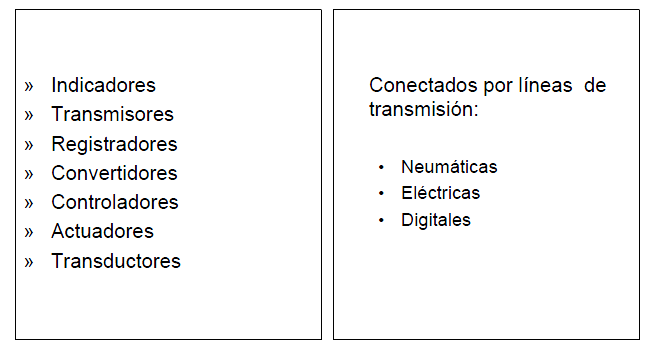 » Indicadores
» Transmisores
» Registradores
» Convertidores
» Controladores
» Actuadores
» Transductores
Conectados por líneas de
transmisión:
• Neumáticas
• Eléctricas
• Digitales